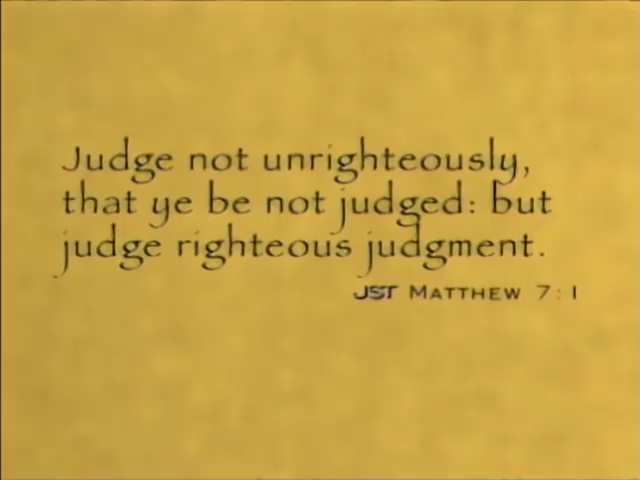 Judge not unrighteously,
that ye be not judged: but
judge righteous judgment.
JST MATTHEW 7:1